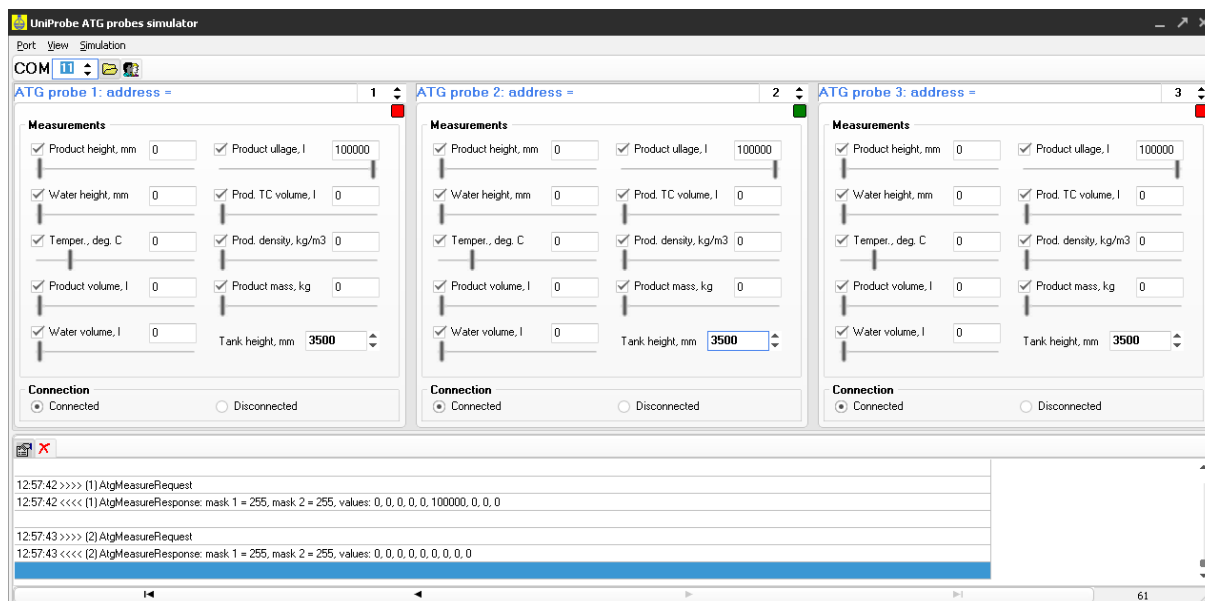 UniProbe ATG probes simulator
Port View Simulation
COM 11
ATG probe 1: address = 1
Measurements
Product height, mm 0 Product ullage, l 100000
Water height, mm 0 Prod. TC volume, l 0
Temper., deg. C 0 Prod. density, kg/m3 0
Product volume, l 0 Product mass, kg 0
Water volume, l 0 Tank height, mm 3500
Connection
Connected Disconnected
ATG probe 2: address = 2
Measurements
Product height, mm 0 Product ullage, l 100000
Water height, mm 0 Prod. TC volume, l 0
Temper., deg. C 0 Prod. density, kg/m3 0
Product volume, l 0 Product mass, kg 0
Water volume, l 0 Tank height, mm 3500
Connection
Connected Disconnected
ATG probe 3: address = 3
Measurements
Product height, mm 0 Product ullage, l 100000
Water height, mm 0 Prod. TC volume, l 0
Temper., deg. C 0 Prod. density, kg/m3 0
Product volume, l 0 Product mass, kg 0
Water volume, l 0 Tank height, mm 3500
Connection
Connected Disconnected
12:57:42 >>>> (1) AtgMeasureRequest
12:57:42 <<<< (1) AtgMeasureResponse: mask 1 = 255, mask 2 = 255, values: 0, 0, 0, 0, 0, 100000, 0, 0, 0
12:57:43 >>>> (2) AtgMeasureRequest
12:57:43 <<<< (2) AtgMeasureResponse: mask 1 = 255, mask 2 = 255, values: 0, 0, 0, 0, 0, 0, 0, 0, 0
61